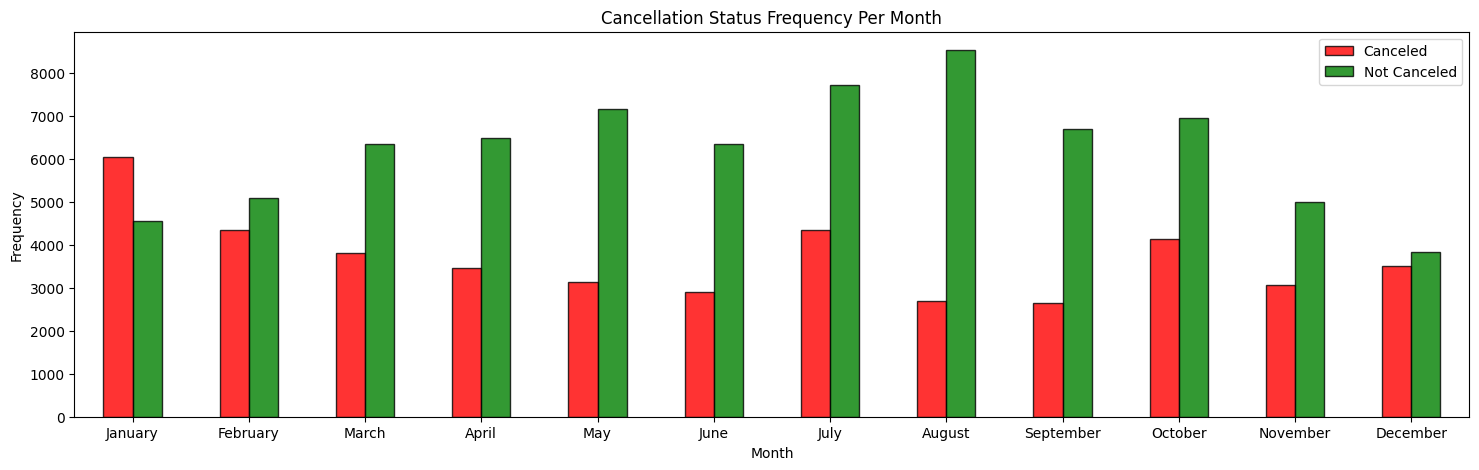 Cancellation Status Frequency Per Month
Canceled
Not Canceled
Frequency
8000
7000
6000
5000
4000
3000
2000
1000
0
January February March April May June July August September October November December
Month